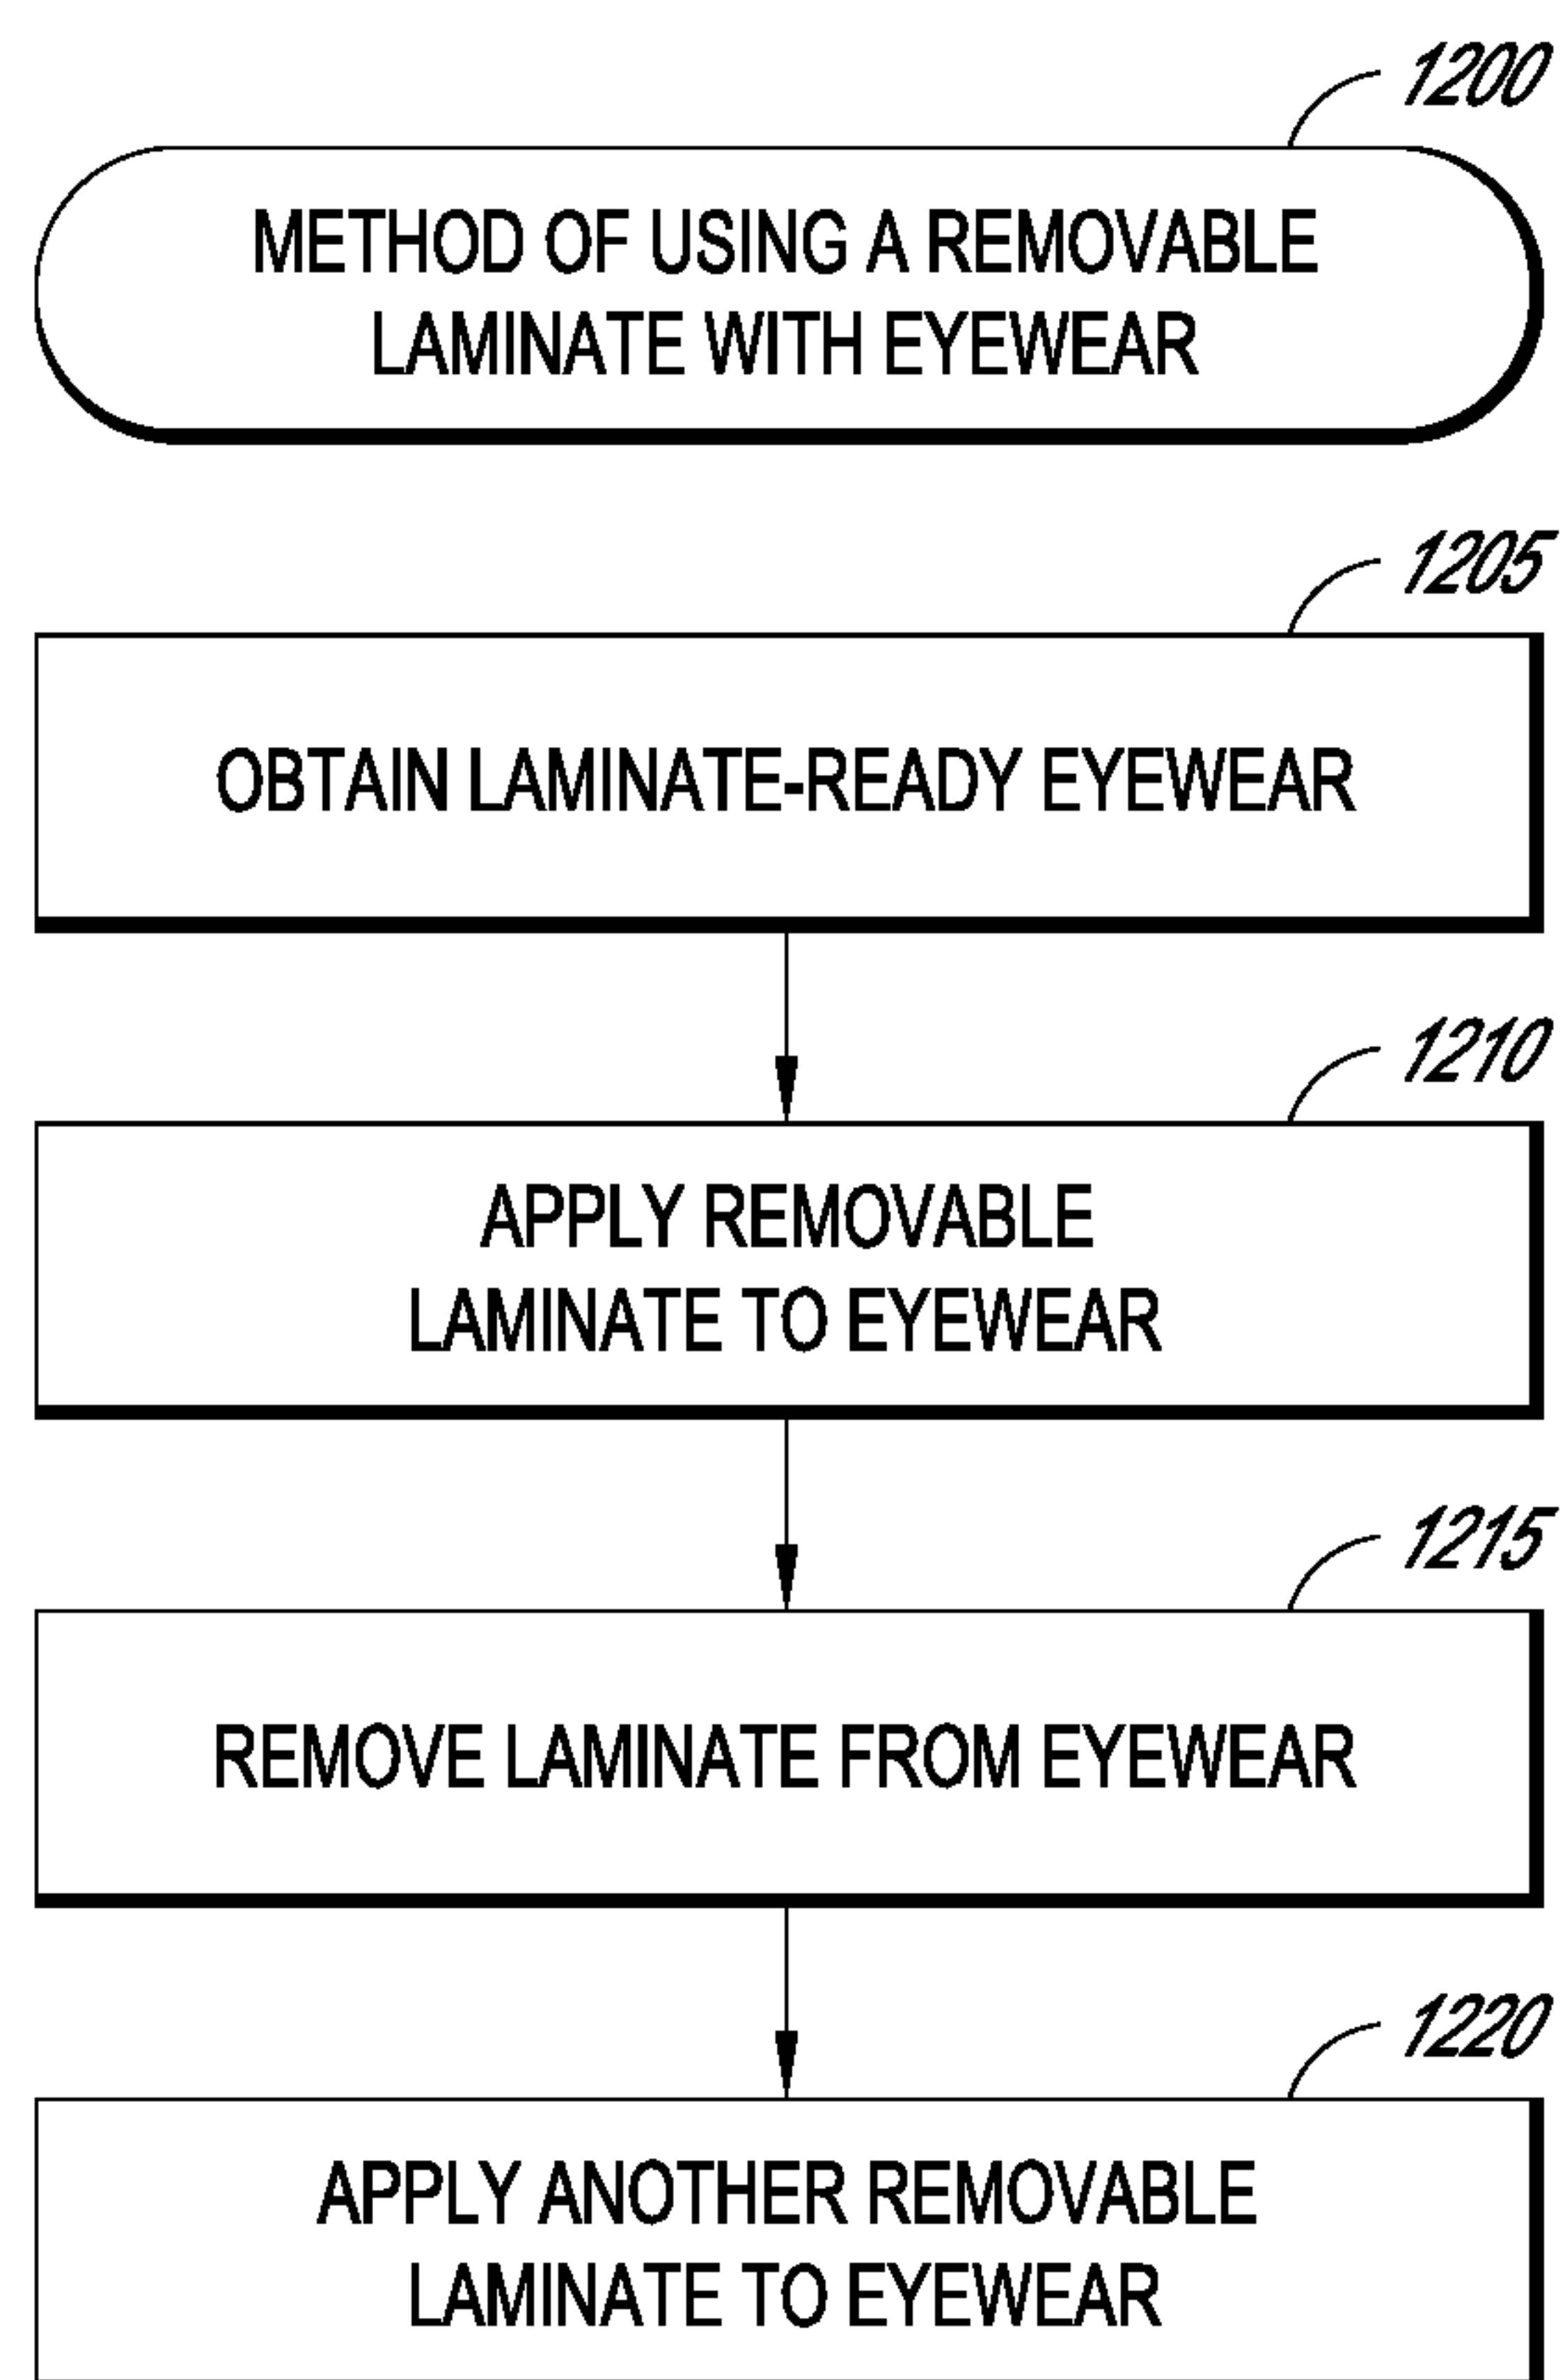 1200
METHOD OF USING A REMOVABLE
LAMINATE WITH EYEWEAR
1205
OBTAIN LAMINATE-READY EYEWEAR
1210
APPLY REMOVABLE
LAMINATE TO EYEWEAR
1215
REMOVE LAMINATE FROM EYEWEAR
1220
APPLY ANOTHER REMOVABLE
LAMINATE TO EYEWEAR